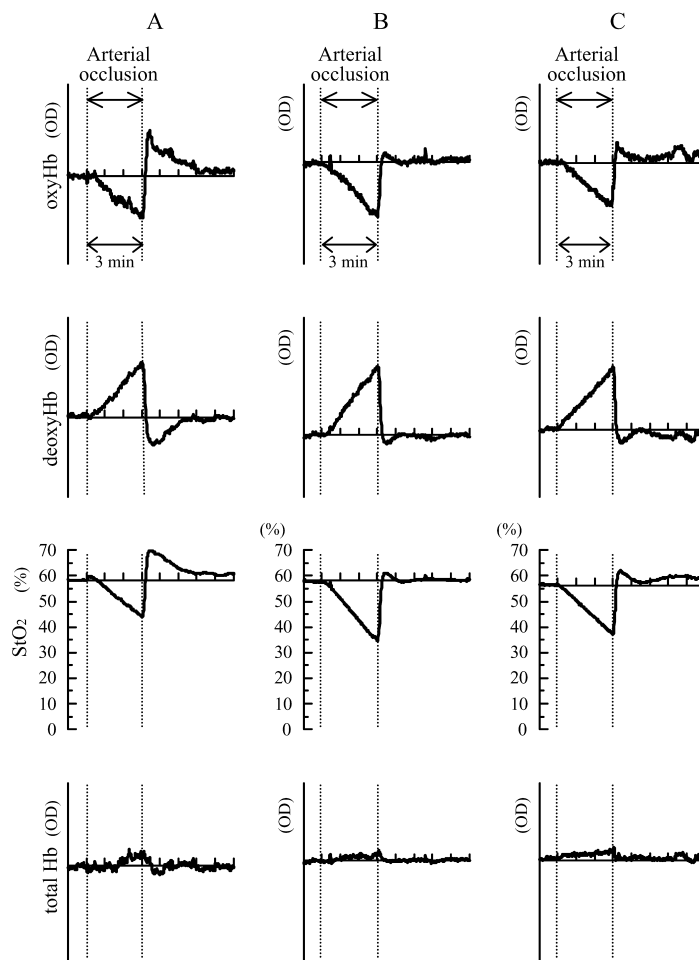 A B C
Arterial occlusion Arterial occlusion Arterial occlusion
oxyHb (OD) (OD) (OD)
3 min 3 min 3 min
deoxyHb (OD) (OD) (OD)
(%) (%)
StO₂ (%)
70 70 70
60 60 60
50 50 50
40 40 40
30 30 30
20 20 20
10 10 10
0 0 0
total Hb (OD) (OD) (OD)